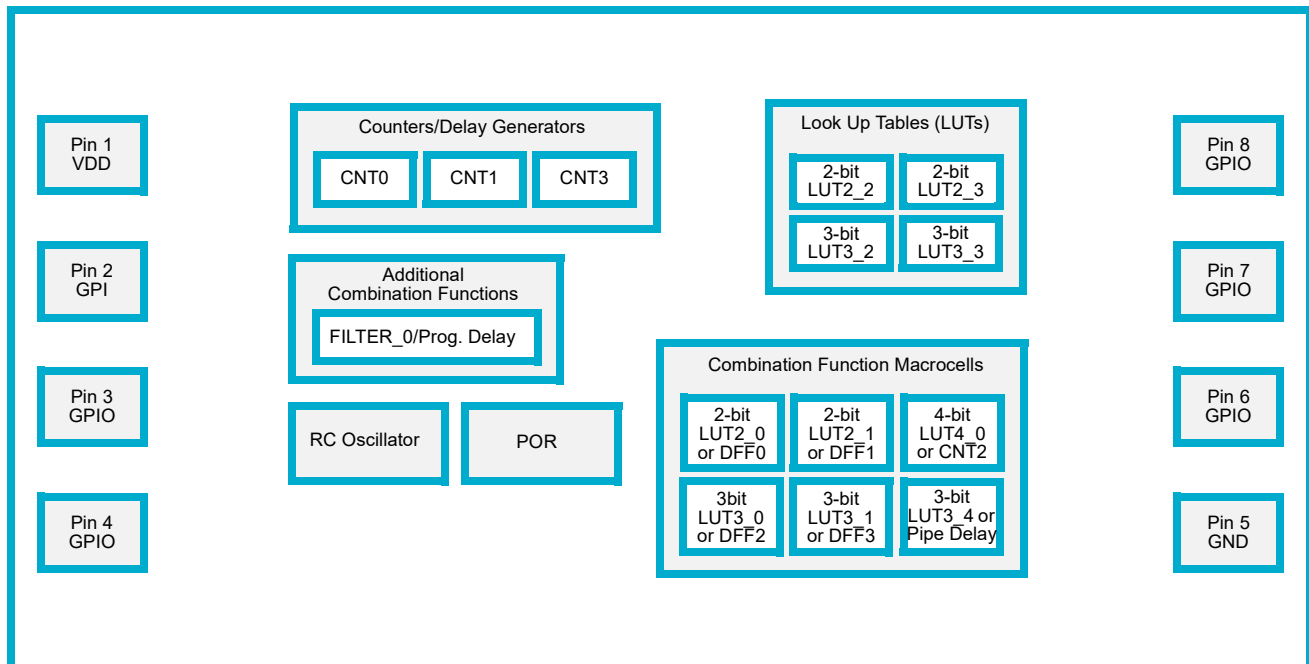 Pin 1
VDD
Pin 2
GPI
Pin 3
GPIO
Pin 4
GPIO
Counters/Delay Generators
CNT0
CNT1
CNT3
Additional
Combination Functions
FILTER_0/Prog. Delay
RC Oscillator
POR
Look Up Tables (LUTs)
2-bit
LUT2_2
2-bit
LUT2_3
3-bit
LUT3_2
3-bit
LUT3_3
Combination Function Macrocells
2-bit
LUT2_0
or DFF0
2-bit
LUT2_1
or DFF1
4-bit
LUT4_0
or CNT2
3bit
LUT3_0
or DFF2
3-bit
LUT3_1
or DFF3
3-bit
LUT3_4 or
Pipe Delay
Pin 8
GPIO
Pin 7
GPIO
Pin 6
GPIO
Pin 5
GND